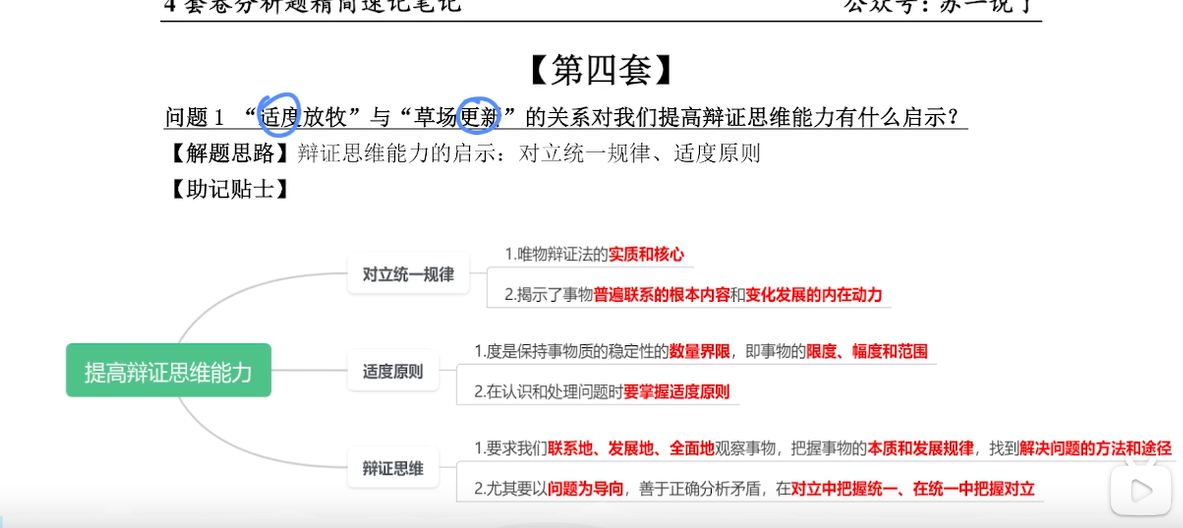 4 套卷分析题精简速记笔记 公众号：苏一说了
【第四套】
问题 1 “适度放牧”与“草场更新”的关系对我们提高辩证思维能力有什么启示？
【解题思路】辩证思维能力的启示：对立统一规律、适度原则
【助记贴士】
提高辩证思维能力
对立统一规律
1.唯物辩证法的实质和核心
2.揭示了事物普遍联系的根本内容和变化发展的内在动力
适度原则
1.度是保持事物质的稳定性的数量界限，即事物的限度、幅度和范围
2.在认识和处理问题时要掌握适度原则
辩证思维
1.要求我们联系地、发展地、全面地观察事物，把握事物的本质和发展规律，找到解决问题的方法和途径
2.尤其要以问题为导向，善于正确分析矛盾，在对立中把握统一、在统一中把握对立